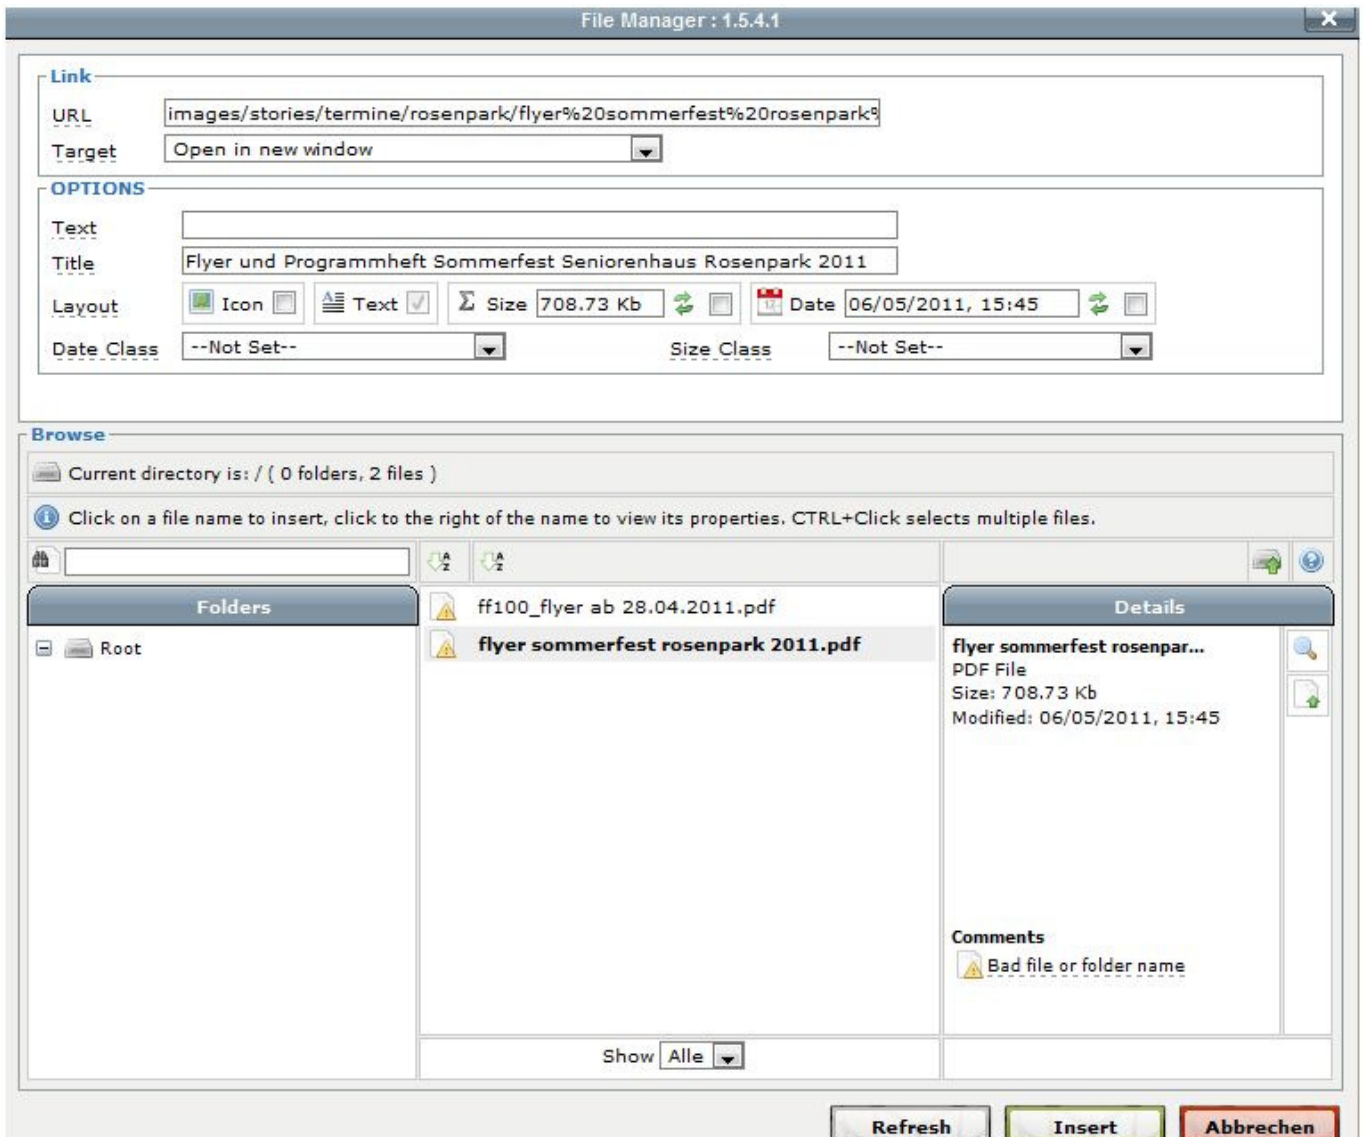 File Manager : 1.5.4.1
Link
URL images/stories/termine/rosenpark/flyer%20sommerfest%20rosenpark%
Target Open in new window
OPTIONS
Text
Title Flyer und Programmheft Sommerfest Seniorenhaus Rosenpark 2011
Layout Icon Text Σ Size 708.73 Kb Date 06/05/2011, 15:45
Date Class --Not Set-- Size Class --Not Set--
Browse
Current directory is: / ( 0 folders, 2 files )
Click on a file name to insert, click to the right of the name to view its properties. CTRL+Click selects multiple files.
Folders
Root
ff100_flyer ab 28.04.2011.pdf
flyer sommerfest rosenpark 2011.pdf
Details
flyer sommerfest rosenpar...
PDF File
Size: 708.73 Kb
Modified: 06/05/2011, 15:45
Comments
Bad file or folder name
Show Alle
Refresh Insert Abbrechen